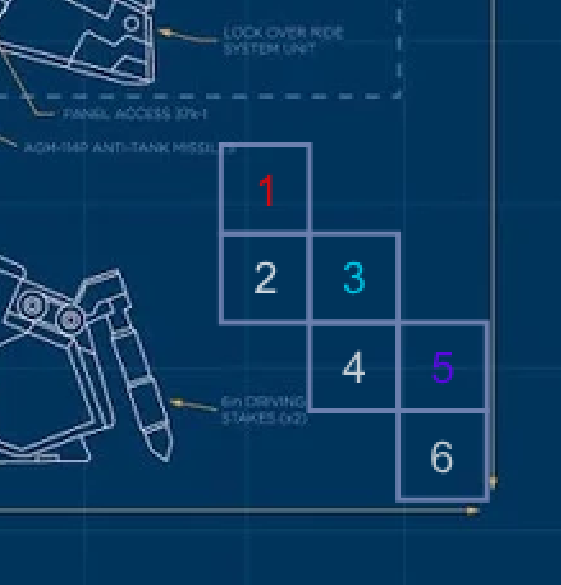 LOCK OVER RIDE
SYSTEM UNIT
PANEL ACCESS 37k-1
AGM-114P ANTI-TANK MISSILES
1
2 3
4 5
6in DRIVING
STAKES (x2)
6